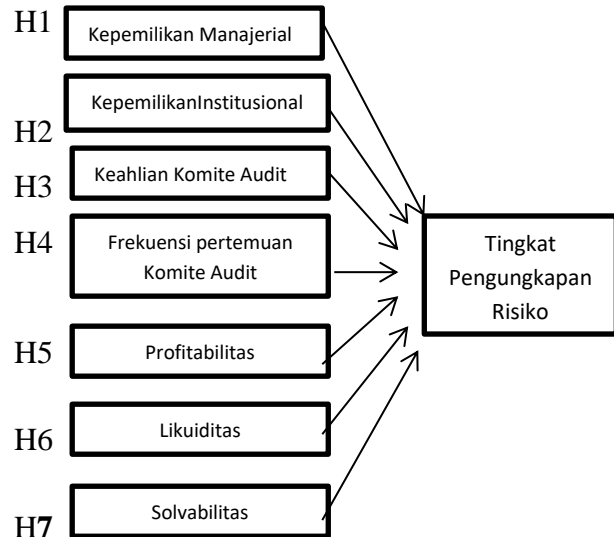 H1
Kepemilikan Manajerial
KepemilikanInstitusional
H2
Keahlian Komite Audit
H3
H4
Frekuensi pertemuan
Komite Audit
Tingkat
Pengungkapan
Risiko
H5
Profitabilitas
H6
Likuiditas
Solvabilitas
H7